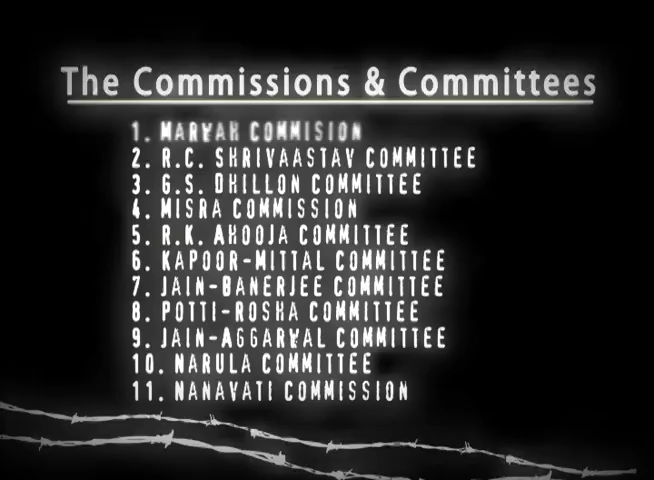 The Commissions & Committees
1. MARWAH COMMISION
2. R.C. SHRIVAASTAV COMMITTEE
3. G.S. DHILLON COMMITTEE
4. MISRA COMMISSION
5. R.K. AHOOJA COMMITTEE
6. KAPOOR-MITTAL COMMITTEE
7. JAIN-BANERJEE COMMITTEE
8. POTTI-ROSHA COMMITTEE
9. JAIN-AGGARWAL COMMITTEE
10. NARULA COMMITTEE
11. NANAVATI COMMISSION